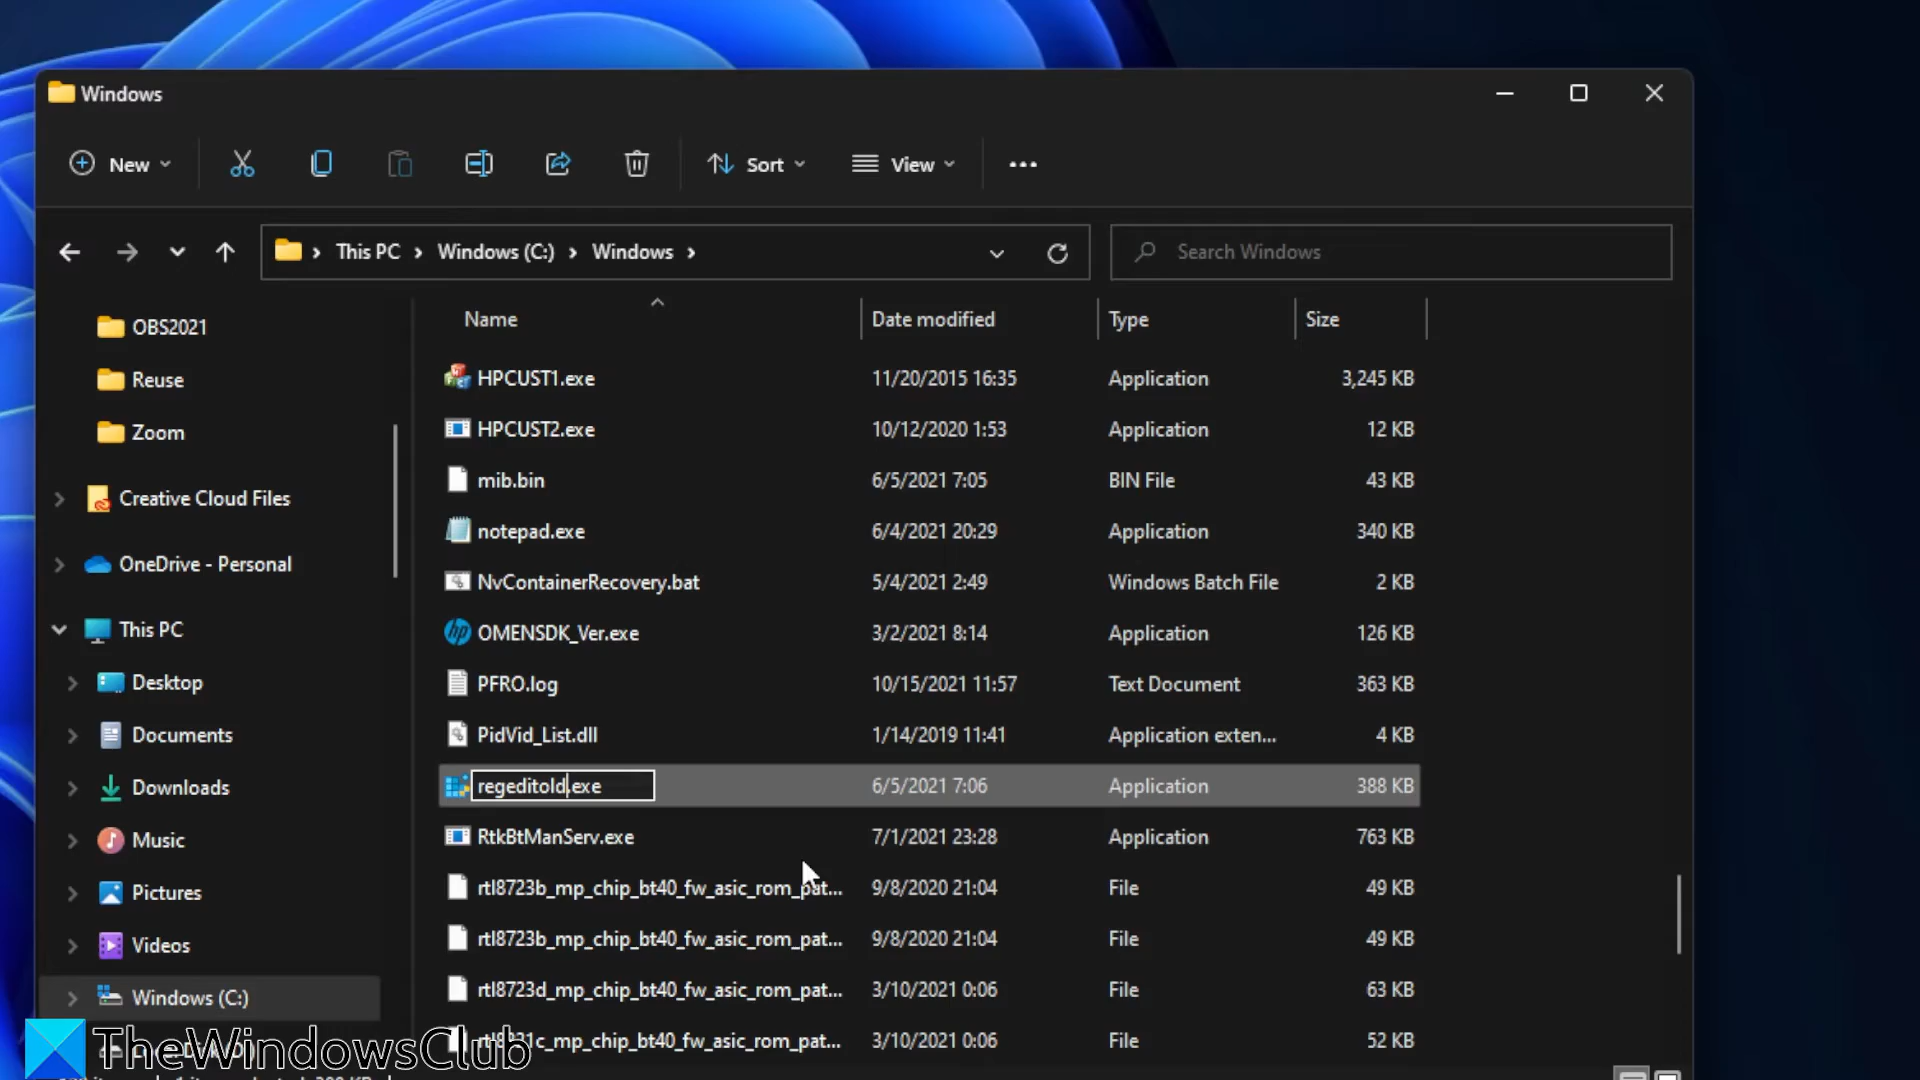 Windows
New
Sort
View
This PC
Windows (C:)
Windows
Search Windows
Name
Date modified
Type
Size
OBS2021
Reuse
Zoom
Creative Cloud Files
OneDrive - Personal
This PC
Desktop
Documents
Downloads
Music
Pictures
Videos
Windows (C:)
HPCUST1.exe 11/20/2015 16:35 Application 3,245 KB
HPCUST2.exe 10/12/2020 1:53 Application 12 KB
mib.bin 6/5/2021 7:05 BIN File 43 KB
notepad.exe 6/4/2021 20:29 Application 340 KB
NvContainerRecovery.bat 5/4/2021 2:49 Windows Batch File 2 KB
OMENSDK_Ver.exe 3/2/2021 8:14 Application 126 KB
PFRO.log 10/15/2021 11:57 Text Document 363 KB
PidVid_List.dll 1/14/2019 11:41 Application exten... 4 KB
regeditold.exe 6/5/2021 7:06 Application 388 KB
RtkBtManServ.exe 7/1/2021 23:28 Application 763 KB
rtl8723b_mp_chip_bt40_fw_asic_rom_pat... 9/8/2020 21:04 File 49 KB
rtl8723b_mp_chip_bt40_fw_asic_rom_pat... 9/8/2020 21:04 File 49 KB
rtl8723d_mp_chip_bt40_fw_asic_rom_pat... 3/10/2021 0:06 File 63 KB
3/10/2021 0:06 File 52 KB
TheWindowsClub